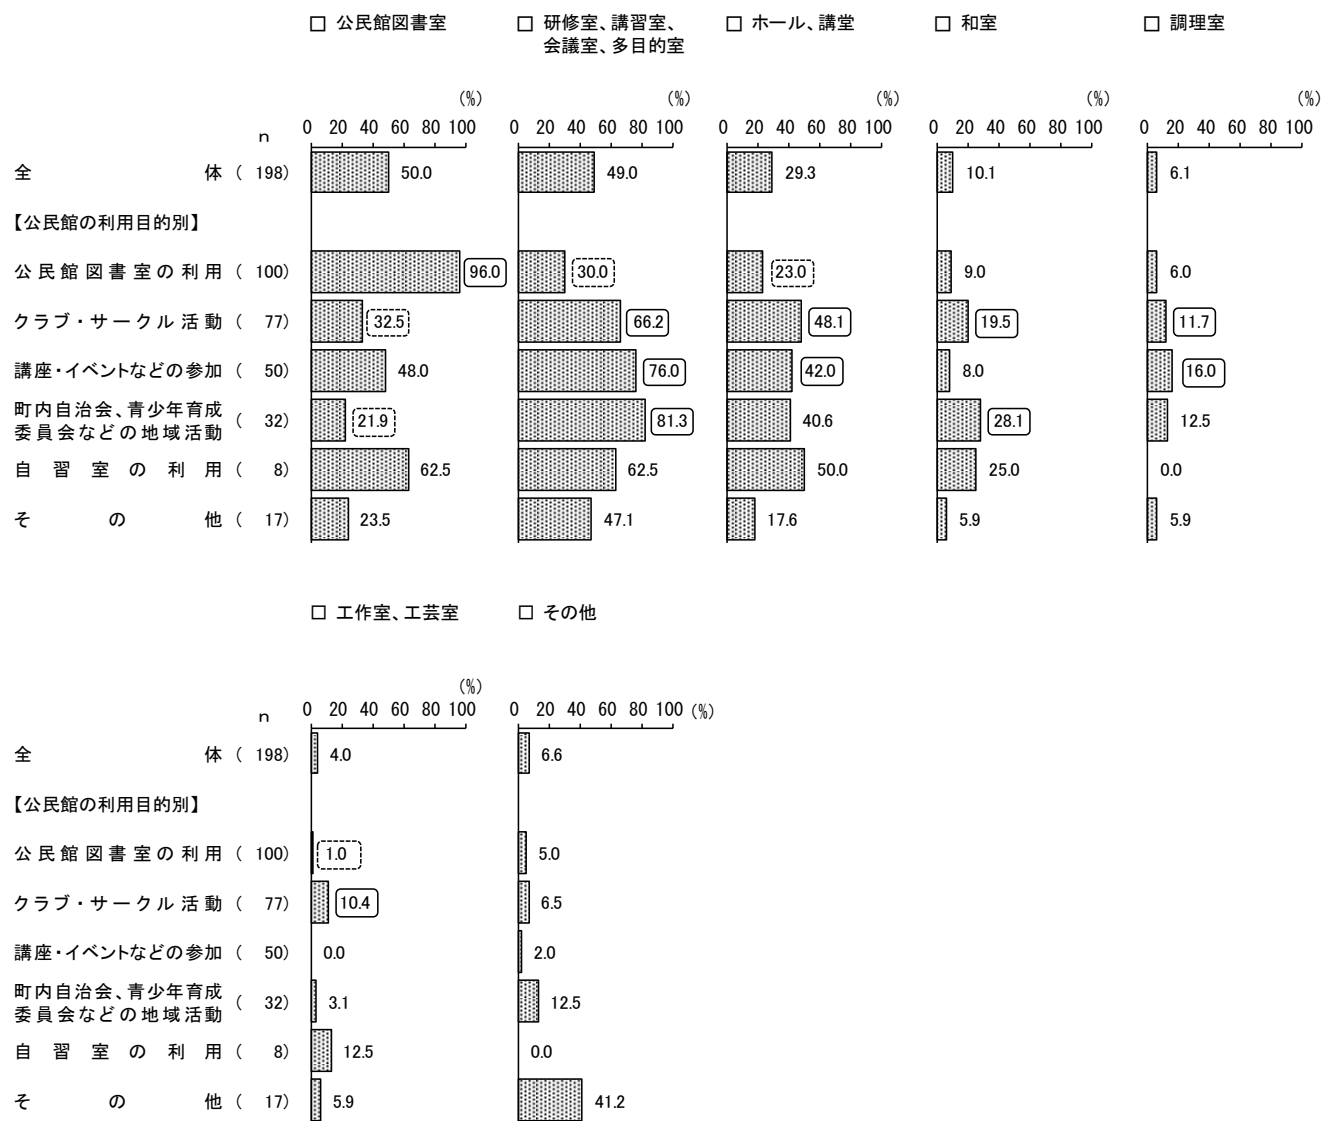 □ 公民館図書室 □ 研修室、講習室、 □ ホール、講堂 □ 和室 □ 調理室
会議室、多目的室
(%) (%) (%) (%) (%)
n 0 20 40 60 80 100 0 20 40 60 80 100 0 20 40 60 80 100 0 20 40 60 80 100 0 20 40 60 80 100
全体 ( 198) 50.0 49.0 29.3 10.1 6.1
【公民館の利用目的別】
公民館図書室の利用 ( 100) 96.0 30.0 23.0 9.0 6.0
クラブ・サークル活動 ( 77) 32.5 66.2 48.1 19.5 11.7
講座・イベントなどの参加 ( 50) 48.0 76.0 42.0 8.0 16.0
町内自治会、青少年育成
委員会などの地域活動 ( 32) 21.9 81.3 40.6 28.1 12.5
自習室の利用 ( 8) 62.5 62.5 50.0 25.0 0.0
その他 ( 17) 23.5 47.1 17.6 5.9 5.9
□ 工作室、工芸室 □ その他
(%)
n 0 20 40 60 80 100 0 20 40 60 80 100 (%)
全体 ( 198) 4.0 6.6
【公民館の利用目的別】
公民館図書室の利用 ( 100) 1.0 5.0
クラブ・サークル活動 ( 77) 10.4 6.5
講座・イベントなどの参加 ( 50) 0.0 2.0
町内自治会、青少年育成
委員会などの地域活動 ( 32) 3.1 12.5
自習室の利用 ( 8) 12.5 0.0
その他 ( 17) 5.9 41.2